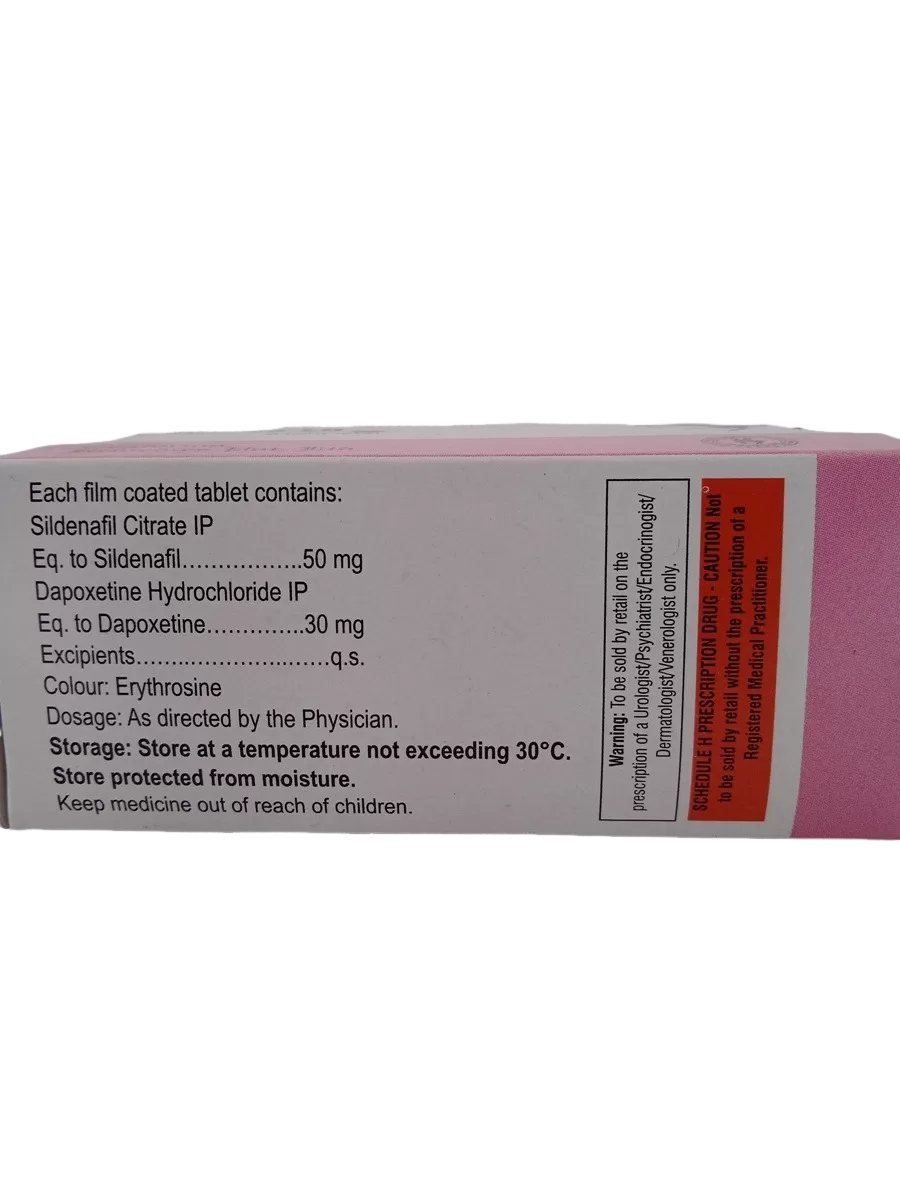 Each film coated tablet contains:
Sildenafil Citrate IP
Eq. to Sildenafil.................50 mg
Dapoxetine Hydrochloride IP
Eq. to Dapoxetine..............30 mg
Excipients.............................q.s.
Colour: Erythrosine
Dosage: As directed by the Physician.
Storage: Store at a temperature not exceeding 30°C.
Store protected from moisture.
Keep medicine out of reach of children.
Warning: To be sold by retail on the
prescription of a Urologist/Psychiatrist/Endocrinogist/
Dermatologist/Venerologist only.
SCHEDULE H PRESCRIPTION DRUG - CAUTION Not
to be sold by retail without the prescription of a
Registered Medical Practitioner.